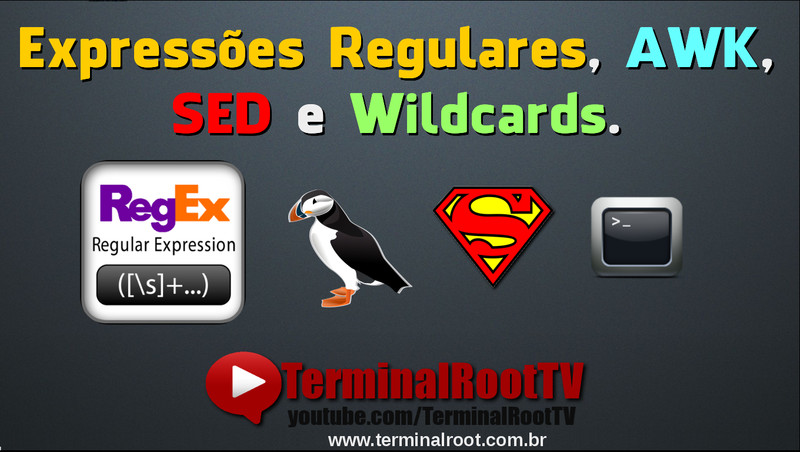 Expressões Regulares, AWK,
SED e Wildcards.
RegEx
Regular Expression
([\s]+...)
S
>_
TerminalRootTV
youtube.com/TerminalRootTV
www.terminalroot.com.br